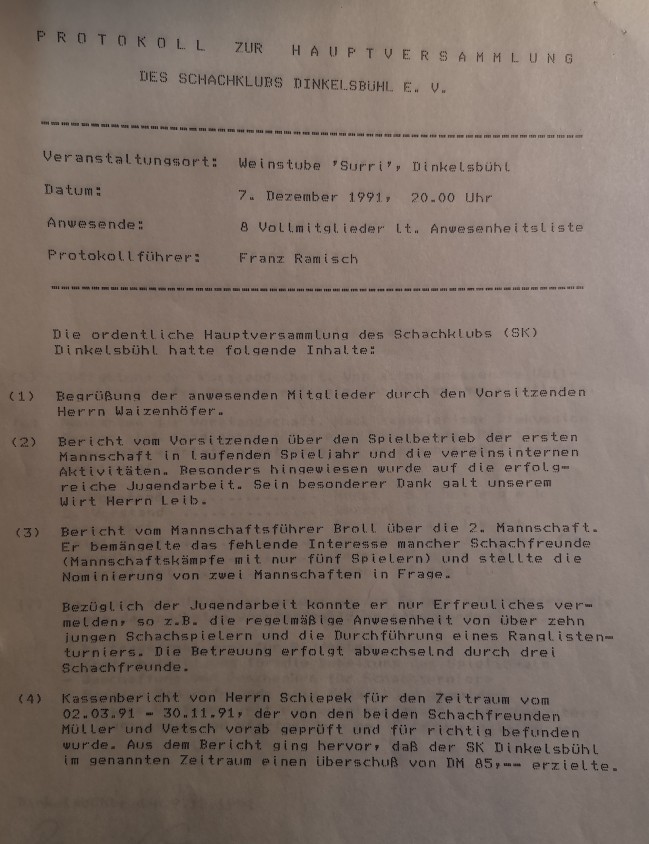 PROTOKOLL ZUR HAUPTVERSAMMLUNG
DES SCHACHKLUBS DINKELSBÜHL E. V.
Veranstaltungsort: Weinstube 'Surri', Dinkelsbühl
Datum: 7. Dezember 1991, 20.00 Uhr
Anwesende: 8 Vollmitglieder lt. Anwesenheitsliste
Protokollführer: Franz Ramisch
Die ordentliche Hauptversammlung des Schachklubs (SK)
Dinkelsbühl hatte folgende Inhalte:
(1) Begrüßung der anwesenden Mitglieder durch den Vorsitzenden
Herrn Waizenhöfer.
(2) Bericht vom Vorsitzenden über den Spielbetrieb der ersten
Mannschaft in laufenden Spieljahr und die vereinsinternen
Aktivitäten. Besonders hingewiesen wurde auf die erfolg-
reiche Jugendarbeit. Sein besonderer Dank galt unserem
Wirt Herrn Leib.
(3) Bericht vom Mannschaftsführer Broll über die 2. Mannschaft.
Er bemängelte das fehlende Interesse mancher Schachfreunde
(Mannschaftskämpfe mit nur fünf Spielern) und stellte die
Nominierung von zwei Mannschaften in Frage.
Bezüglich der Jugendarbeit konnte er nur Erfreuliches ver-
melden, so z.B. die regelmäßige Anwesenheit von über zehn
jungen Schachspielern und die Durchführung eines Ranglisten-
turniers. Die Betreuung erfolgt abwechselnd durch drei
Schachfreunde.
(4) Kassenbericht von Herrn Schiepek für den Zeitraum vom
02.03.91 - 30.11.91, der von den beiden Schachfreunden
Müller und Vetsch vorab geprüft und für richtig befunden
wurde. Aus dem Bericht ging hervor, daß der SK Dinkelsbühl
im genannten Zeitraum einen überschuß von DM 85,-- erzielte.